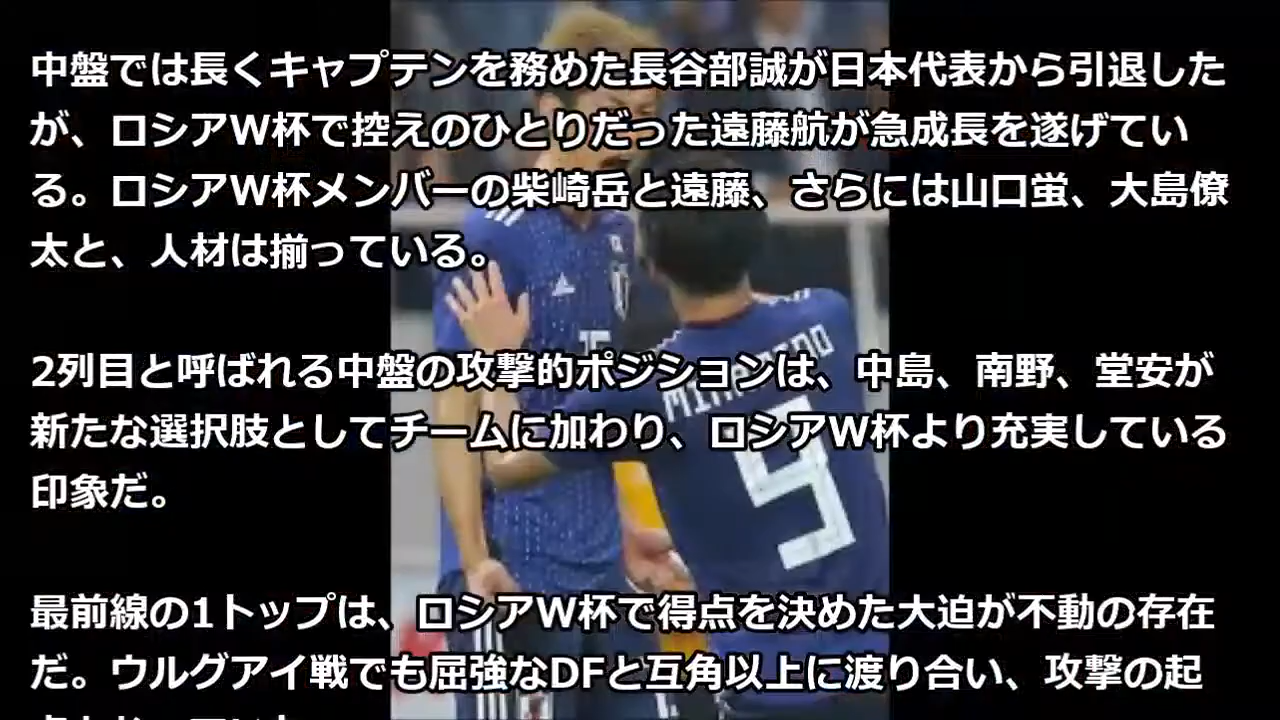 中盤では長くキャプテンを務めた長谷部誠が日本代表から引退した
が、ロシアW杯で控えのひとりだった遠藤航が急成長を遂げてい
る。ロシアW杯メンバーの柴崎岳と遠藤、さらには山口蛍、大島僚
太と、人材は揃っている。
2列目と呼ばれる中盤の攻撃的ポジションは、中島、南野、堂安が
新たな選択肢としてチームに加わり、ロシアW杯より充実している
印象だ。
9
最前線の1トップは、ロシアW杯で得点を決めた大迫が不動の存在
だ。ウルグアイ戦でも屈強なDFと互角以上に渡り合い、攻撃の起